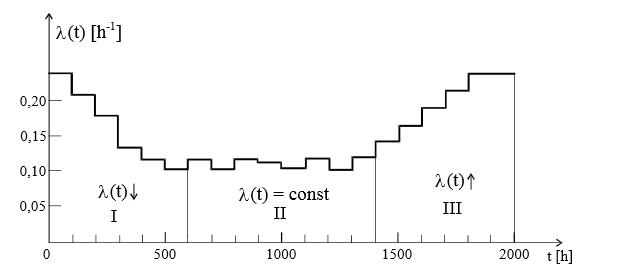 λ(t) [h⁻¹]
0,20
0,15
0,10
0,05
λ(t)↓
I
λ(t) = const
II
λ(t)↑
III
0 500 1000 1500 2000 t [h]